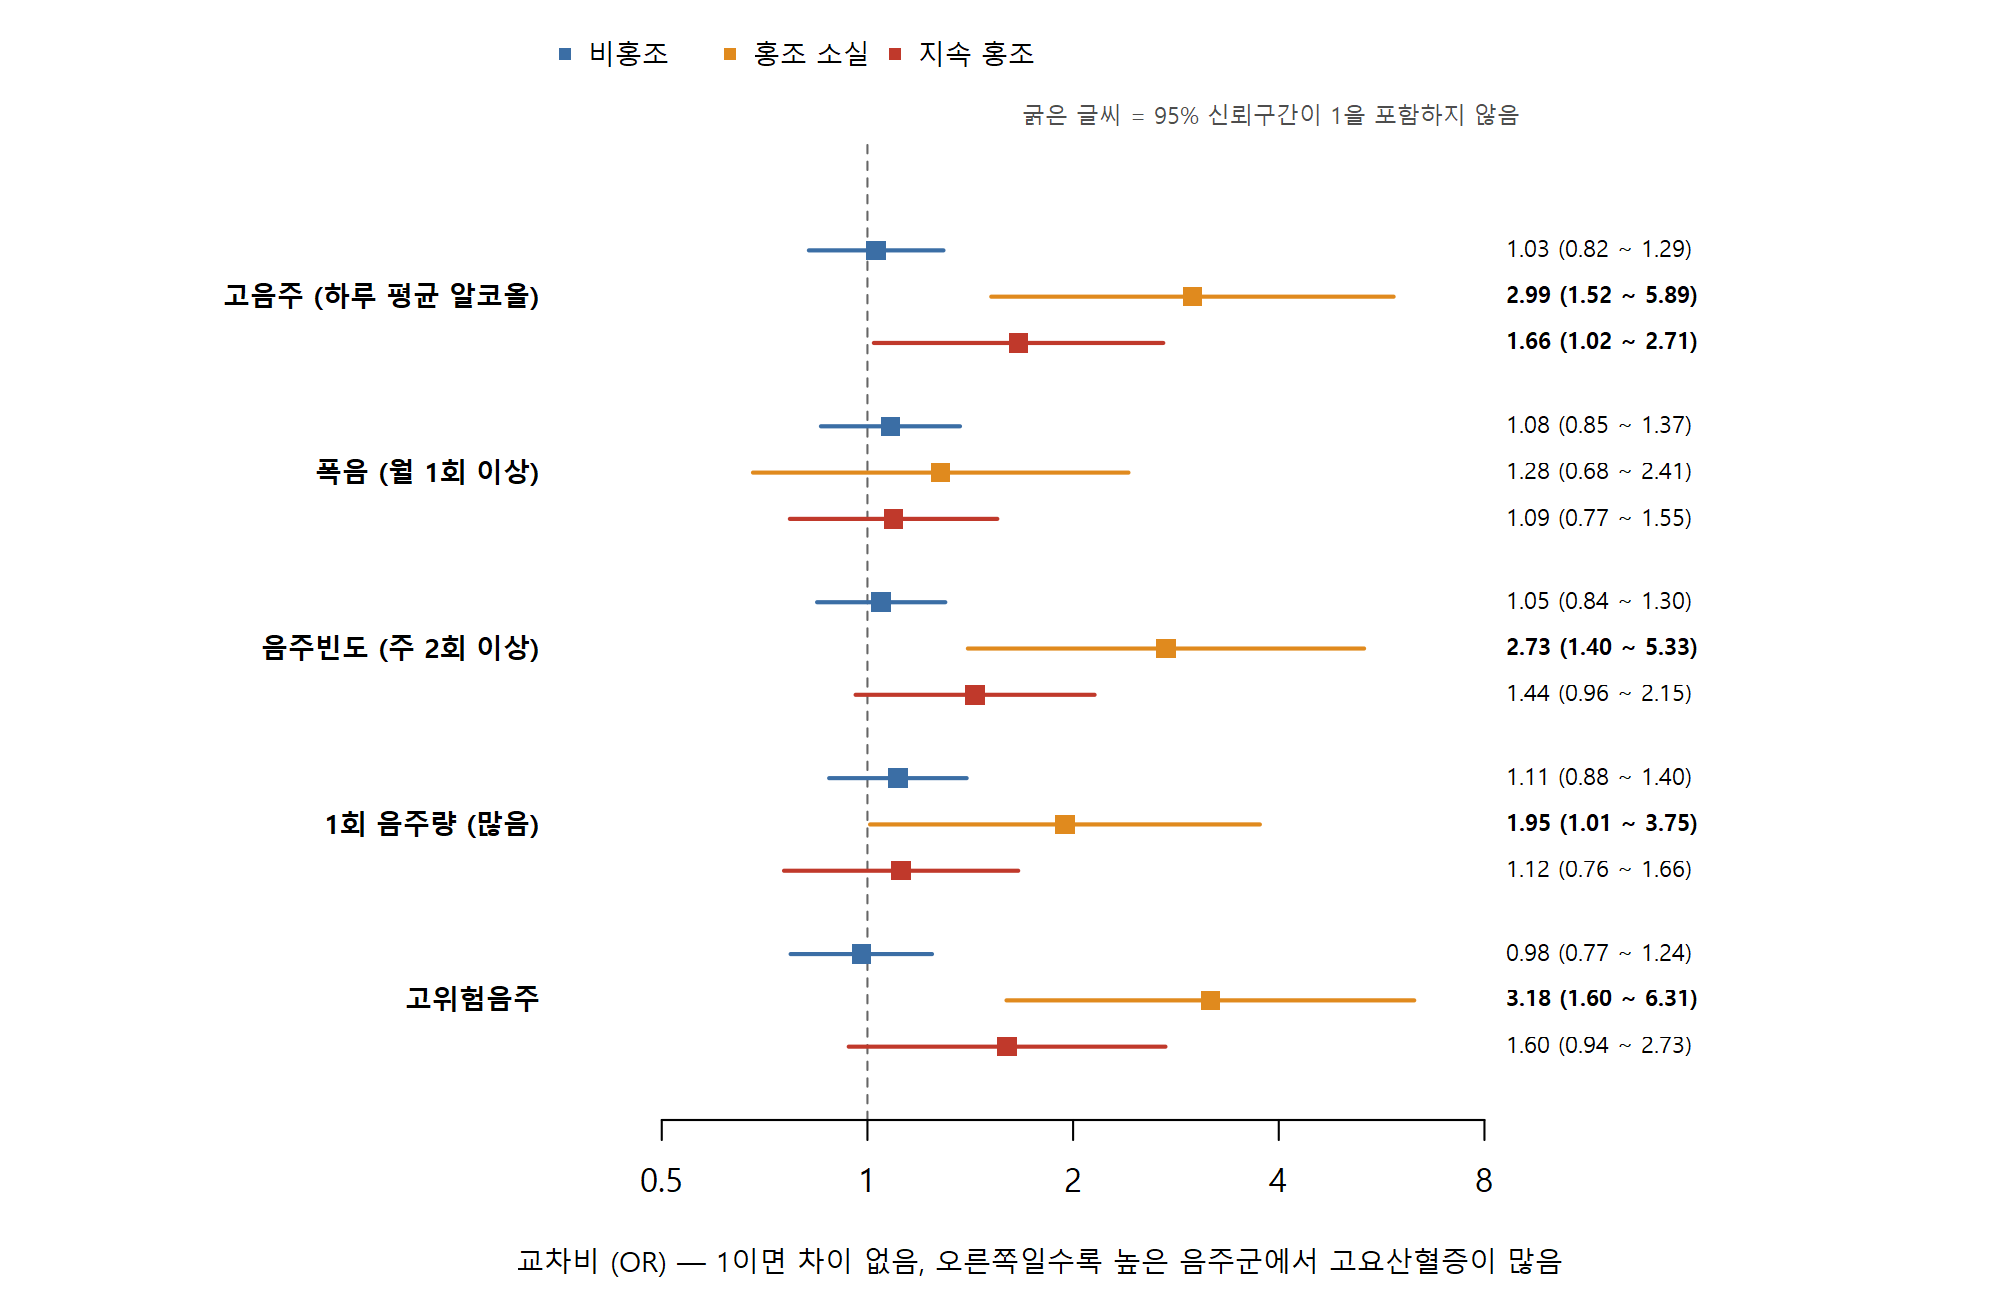 비홍조 홍조 소실 지속 홍조
굵은 글씨 = 95% 신뢰구간이 1을 포함하지 않음
1.03 (0.82 ~ 1.29)
고음주 (하루 평균 알코올) 2.99 (1.52 ~ 5.89)
1.66 (1.02 ~ 2.71)
1.08 (0.85 ~ 1.37)
폭음 (월 1회 이상) 1.28 (0.68 ~ 2.41)
1.09 (0.77 ~ 1.55)
1.05 (0.84 ~ 1.30)
음주빈도 (주 2회 이상) 2.73 (1.40 ~ 5.33)
1.44 (0.96 ~ 2.15)
1.11 (0.88 ~ 1.40)
1회 음주량 (많음) 1.95 (1.01 ~ 3.75)
1.12 (0.76 ~ 1.66)
0.98 (0.77 ~ 1.24)
고위험음주 3.18 (1.60 ~ 6.31)
1.60 (0.94 ~ 2.73)
0.5 1 2 4 8
교차비 (OR) — 1이면 차이 없음, 오른쪽일수록 높은 음주군에서 고요산혈증이 많음